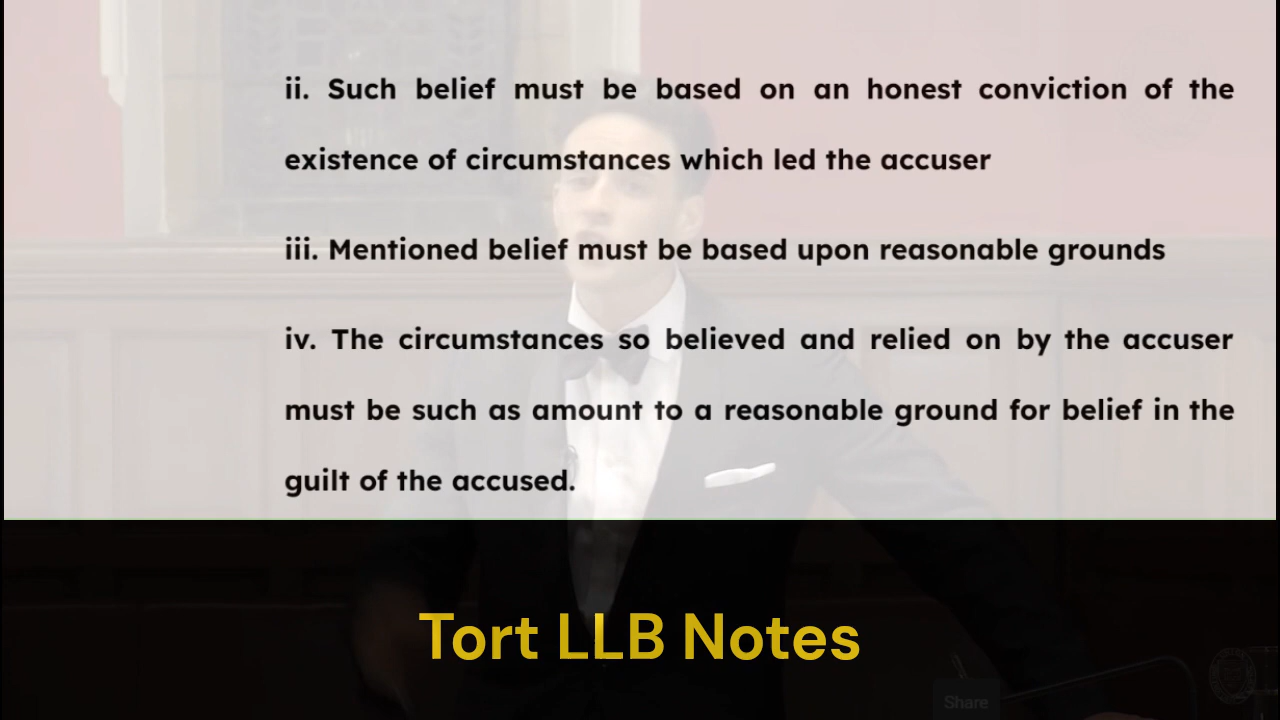 ii. Such belief must be based on an honest conviction of the
existence of circumstances which led the accuser
iii. Mentioned belief must be based upon reasonable grounds
iv. The circumstances so believed and relied on by the accuser
must be such as amount to a reasonable ground for belief in the
guilt of the accused.
Tort LLB Notes
Share